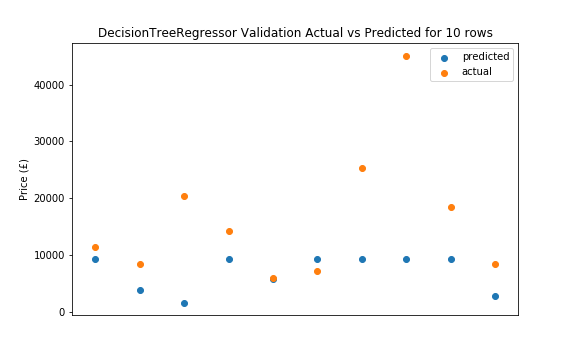 DecisionTreeRegressor Validation Actual vs Predicted for 10 rows
predicted
actual
Price (£)
40000
30000
20000
10000
0